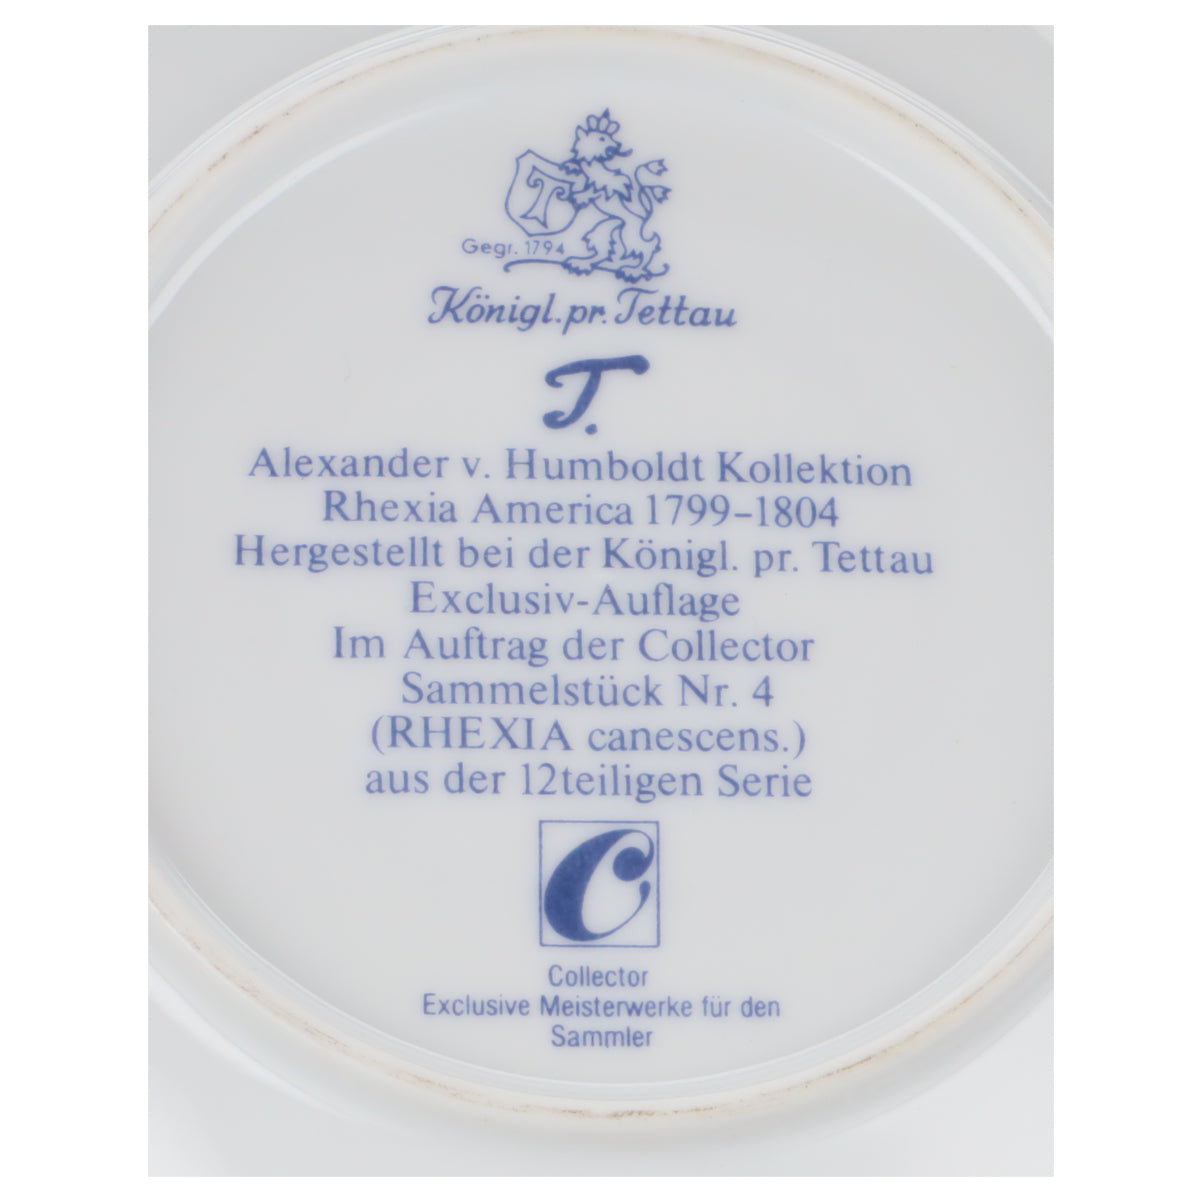 T
Gegr. 1794
Königl. pr. Tettau
T.
Alexander v. Humboldt Kollektion
Rhexia America 1799–1804
Hergestellt bei der Königl. pr. Tettau
Exclusiv-Auflage
Im Auftrag der Collector
Sammelstück Nr. 4
(RHEXIA canescens.)
aus der 12teiligen Serie
C
Collector
Exclusive Meisterwerke für den
Sammler